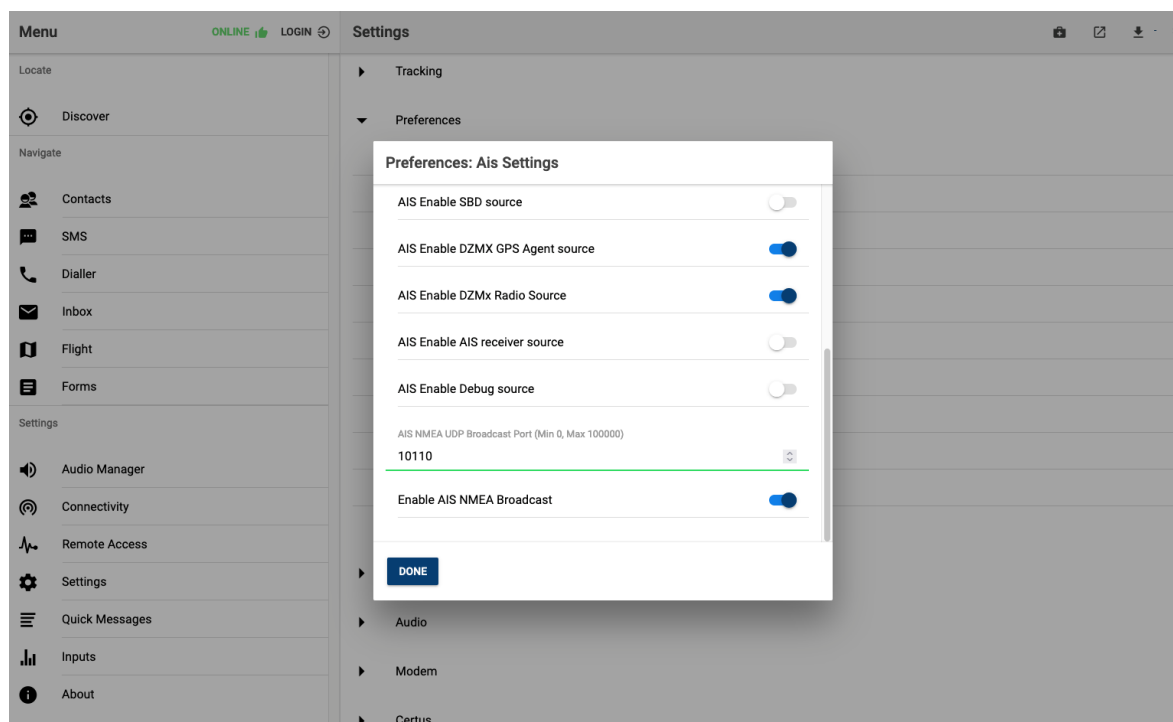 Menu
ONLINE
LOGIN
Settings
Locate
Discover
Navigate
Contacts
SMS
Dialler
Inbox
Flight
Forms
Settings
Audio Manager
Connectivity
Remote Access
Settings
Quick Messages
Inputs
About
Tracking
Preferences
Preferences: Ais Settings
AIS Enable SBD source
AIS Enable DZMX GPS Agent source
AIS Enable DZMx Radio Source
AIS Enable AIS receiver source
AIS Enable Debug source
AIS NMEA UDP Broadcast Port (Min 0, Max 100000)
10110
Enable AIS NMEA Broadcast
DONE
Audio
Modem
Certus